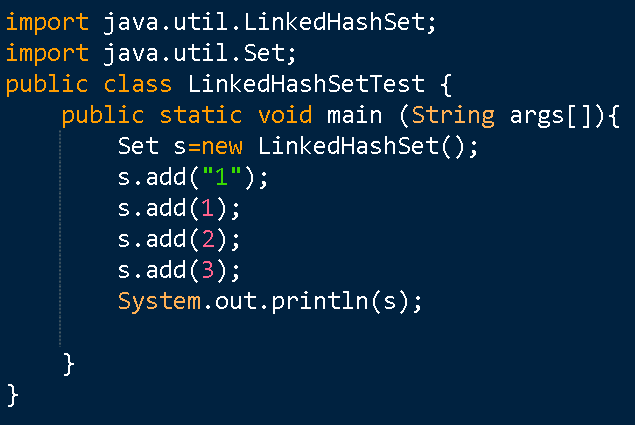 import java.util.LinkedHashSet;
import java.util.Set;
public class LinkedHashSetTest {
    public static void main (String args[]){
        Set s=new LinkedHashSet();
        s.add("1");
        s.add(1);
        s.add(2);
        s.add(3);
        System.out.println(s);
    }
}